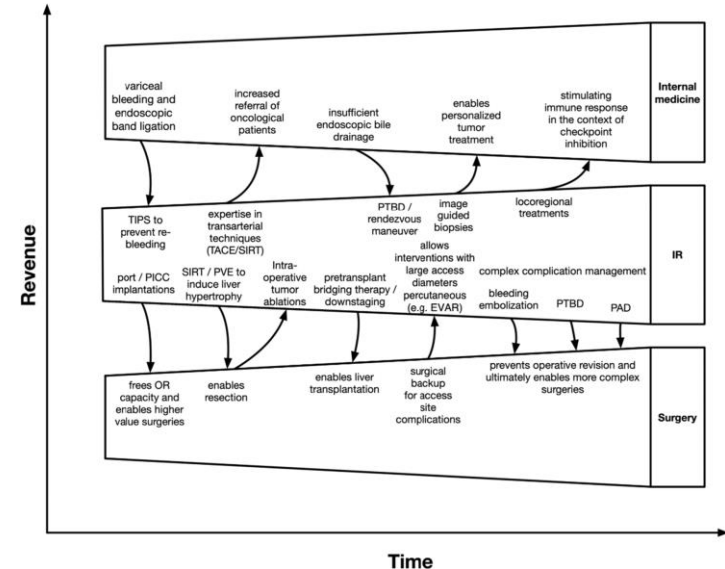 Revenue
variceal
bleeding and
endoscopic
band ligation
increased
referral of
oncological
patients
insufficient
endoscopic bile
drainage
enables
personalized
tumor
treatment
stimulating
immune response
in the context of
checkpoint
inhibition
Internal
medicine
TIPS to
prevent re-
bleeding
expertise in
transarterial
techniques
(TACE/SIRT)
PTBD /
rendezvous
maneuver
image
guided
biopsies
locoregional
treatments
IR
port / PICC
implantations
SIRT / PVE to
induce liver
hypertrophy
Intra-
operative
tumor
ablations
pretransplant
bridging therapy /
downstaging
allows
interventions with
large access
diameters
percutaneous
(e.g. EVAR)
complex complication management
bleeding
embolization
PTBD
PAD
frees OR
capacity and
enables higher
value surgeries
enables
resection
enables liver
transplantation
surgical
backup
for access
site
complications
prevents operative revision and
ultimately enables more complex
surgeries
Surgery
Time